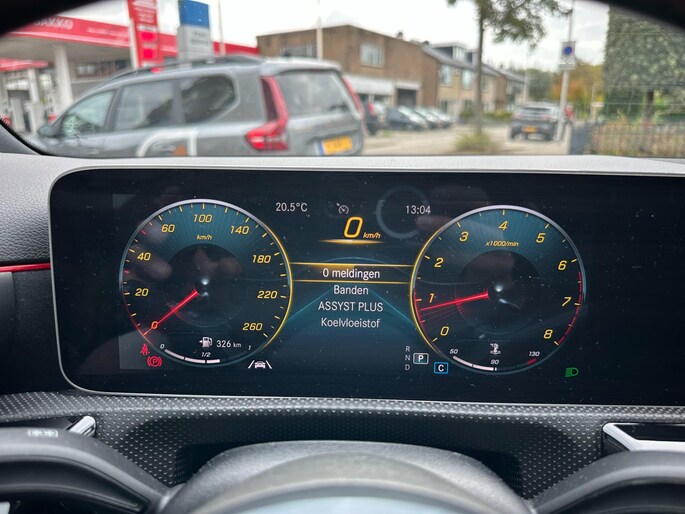 20.5°C
13:04
0 km/h
0 meldingen
Banden
ASSYST PLUS
Koelvloeistof
0
20
40
60
100
140
180
220
260
km/h
326 km
0
1/2
1
0
1
2
3
4
5
6
7
8
x1000/min
50
90
130
R
N
D
P
C